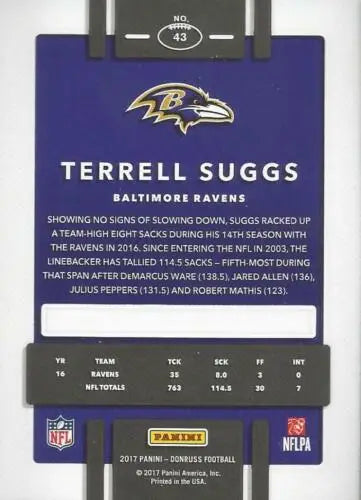 NO.
43
B
TERRELL SUGGS
BALTIMORE RAVENS
SHOWING NO SIGNS OF SLOWING DOWN, SUGGS RACKED UP
A TEAM-HIGH EIGHT SACKS DURING HIS 14TH SEASON WITH
THE RAVENS IN 2016. SINCE ENTERING THE NFL IN 2003, THE
LINEBACKER HAS TALLIED 114.5 SACKS – FIFTH-MOST DURING
THAT SPAN AFTER DeMARCUS WARE (138.5), JARED ALLEN (136),
JULIUS PEPPERS (131.5) AND ROBERT MATHIS (123).
YR TEAM TCK SCK FF INT
16 RAVENS 35 8.0 3 0
NFL TOTALS 763 114.5 30 7
NFL PANINI NFLPA
2017 PANINI – DONRUSS FOOTBALL
© 2017 Panini America, Inc.
Printed in the USA.